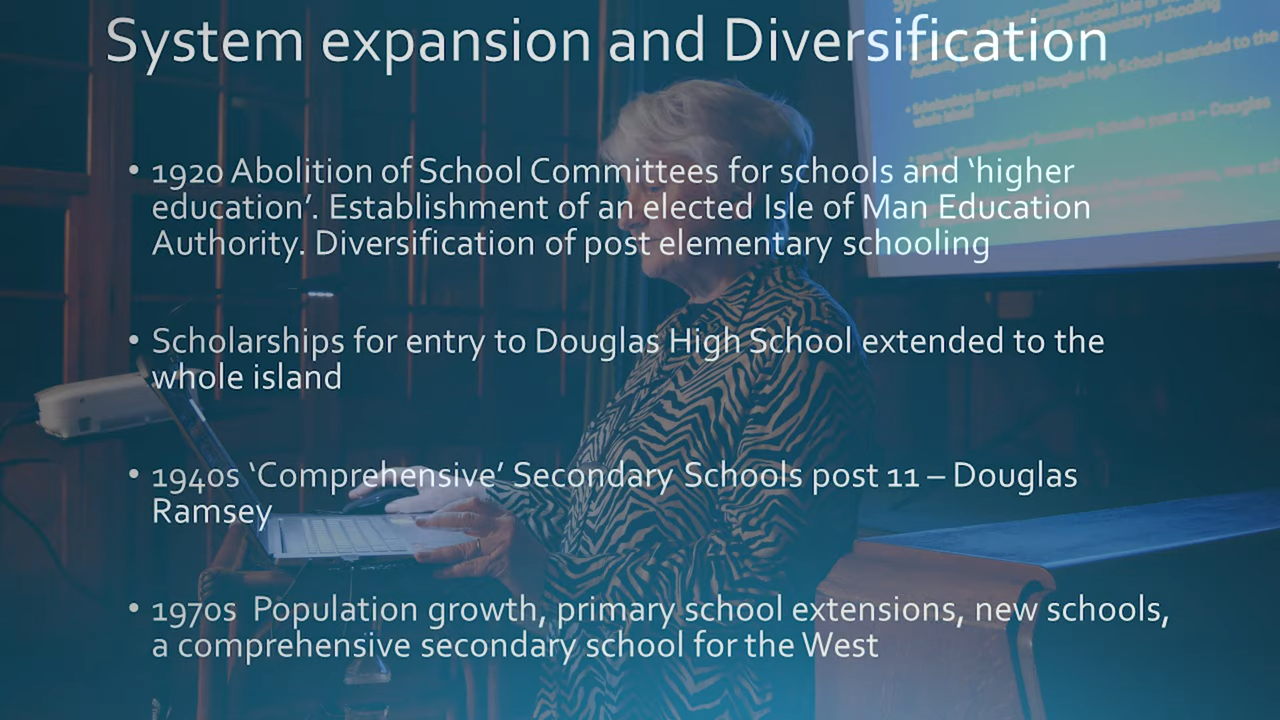 System expansion and Diversification
• 1920 Abolition of School Committees for schools and ‘higher
education’. Establishment of an elected Isle of Man Education
Authority. Diversification of post elementary schooling
• Scholarships for entry to Douglas High School extended to the
whole island
• 1940s ‘Comprehensive’ Secondary Schools post 11 – Douglas
Ramsey
• 1970s  Population growth, primary school extensions, new schools,
a comprehensive secondary school for the West